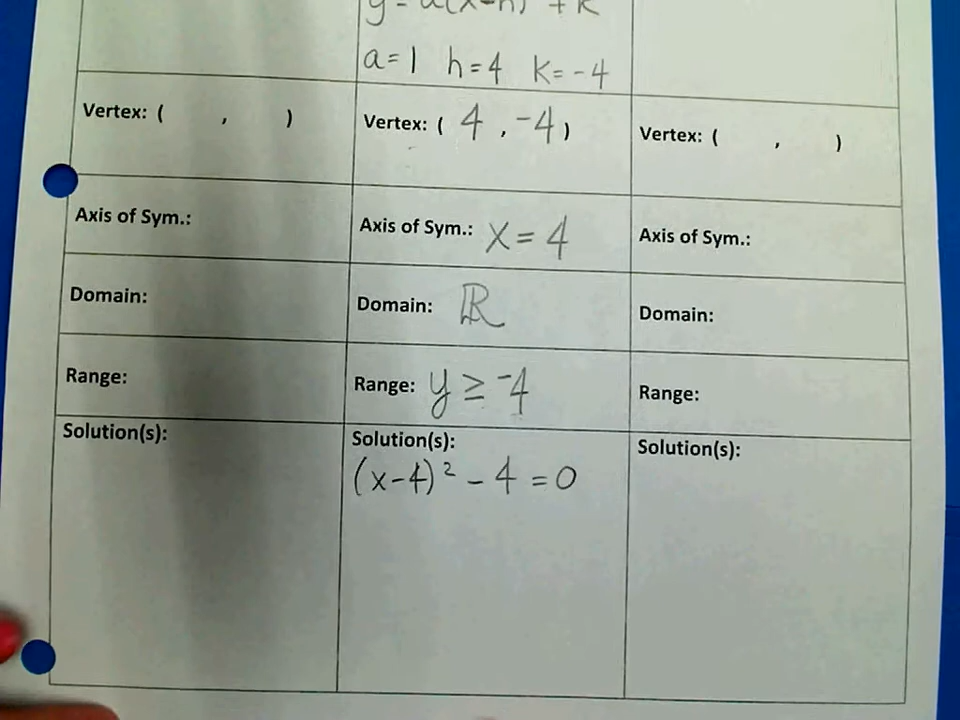 a = 1 h = 4 K = -4
Vertex: ( , )
Vertex: ( 4 , -4 )
Vertex: ( , )
Axis of Sym.:
Axis of Sym.: X = 4
Axis of Sym.:
Domain:
Domain: ℝ
Domain:
Range:
Range: y ≥ -4
Range:
Solution(s):
Solution(s):
(x-4)² - 4 = 0
Solution(s):